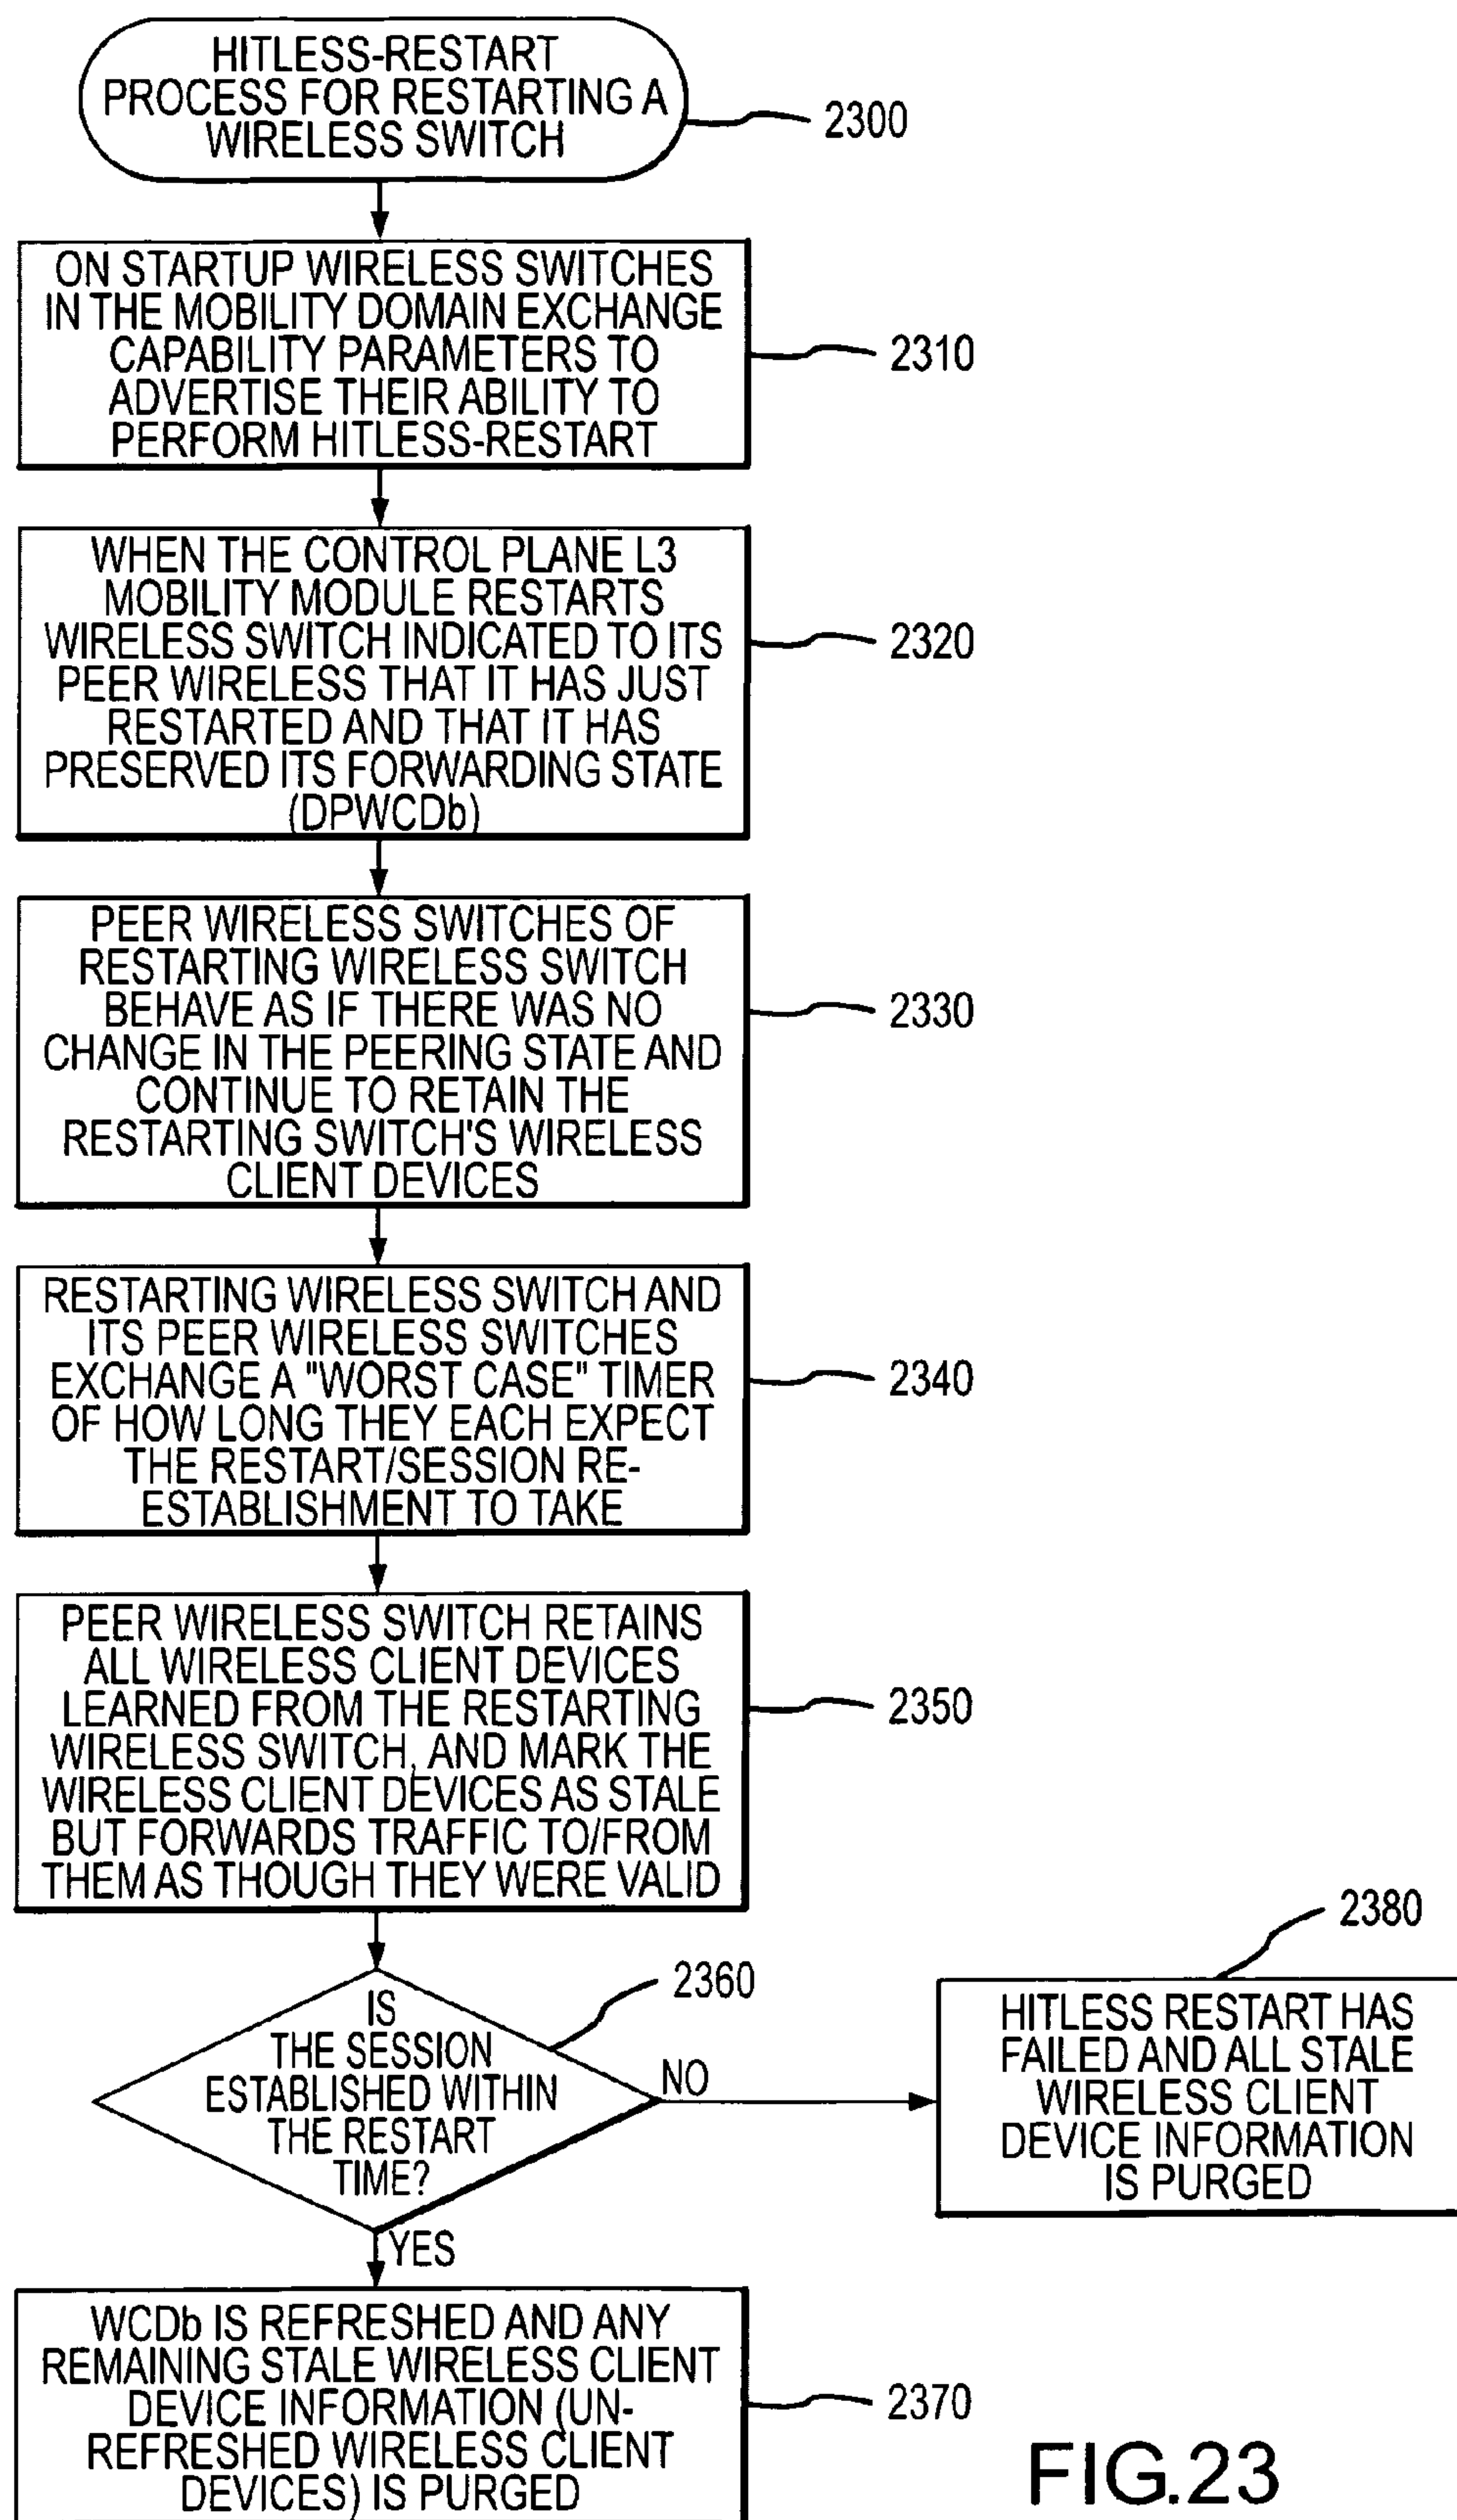 HITLESS-RESTART
PROCESS FOR RESTARTING A
WIRELESS SWITCH
2300
ON STARTUP WIRELESS SWITCHES
IN THE MOBILITY DOMAIN EXCHANGE
CAPABILITY PARAMETERS TO
ADVERTISE THEIR ABILITY TO
PERFORM HITLESS-RESTART
2310
WHEN THE CONTROL PLANE L3
MOBILITY MODULE RESTARTS
WIRELESS SWITCH INDICATED TO ITS
PEER WIRELESS THAT IT HAS JUST
RESTARTED AND THAT IT HAS
PRESERVED ITS FORWARDING STATE
(DPWCDb)
2320
PEER WIRELESS SWITCHES OF
RESTARTING WIRELESS SWITCH
BEHAVE AS IF THERE WAS NO
CHANGE IN THE PEERING STATE AND
CONTINUE TO RETAIN THE
RESTARTING SWITCH'S WIRELESS
CLIENT DEVICES
2330
RESTARTING WIRELESS SWITCH AND
ITS PEER WIRELESS SWITCHES
EXCHANGE A "WORST CASE" TIMER
OF HOW LONG THEY EACH EXPECT
THE RESTART/SESSION RE-
ESTABLISHMENT TO TAKE
2340
PEER WIRELESS SWITCH RETAINS
ALL WIRELESS CLIENT DEVICES
LEARNED FROM THE RESTARTING
WIRELESS SWITCH, AND MARK THE
WIRELESS CLIENT DEVICES AS STALE
BUT FORWARDS TRAFFIC TO/FROM
THEM AS THOUGH THEY WERE VALID
2350
IS
THE SESSION
ESTABLISHED WITHIN
THE RESTART
TIME?
2360
NO
2380
HITLESS RESTART HAS
FAILED AND ALL STALE
WIRELESS CLIENT
DEVICE INFORMATION
IS PURGED
YES
WCDb IS REFRESHED AND ANY
REMAINING STALE WIRELESS CLIENT
DEVICE INFORMATION (UN-
REFRESHED WIRELESS CLIENT
DEVICES) IS PURGED
2370
FIG.23